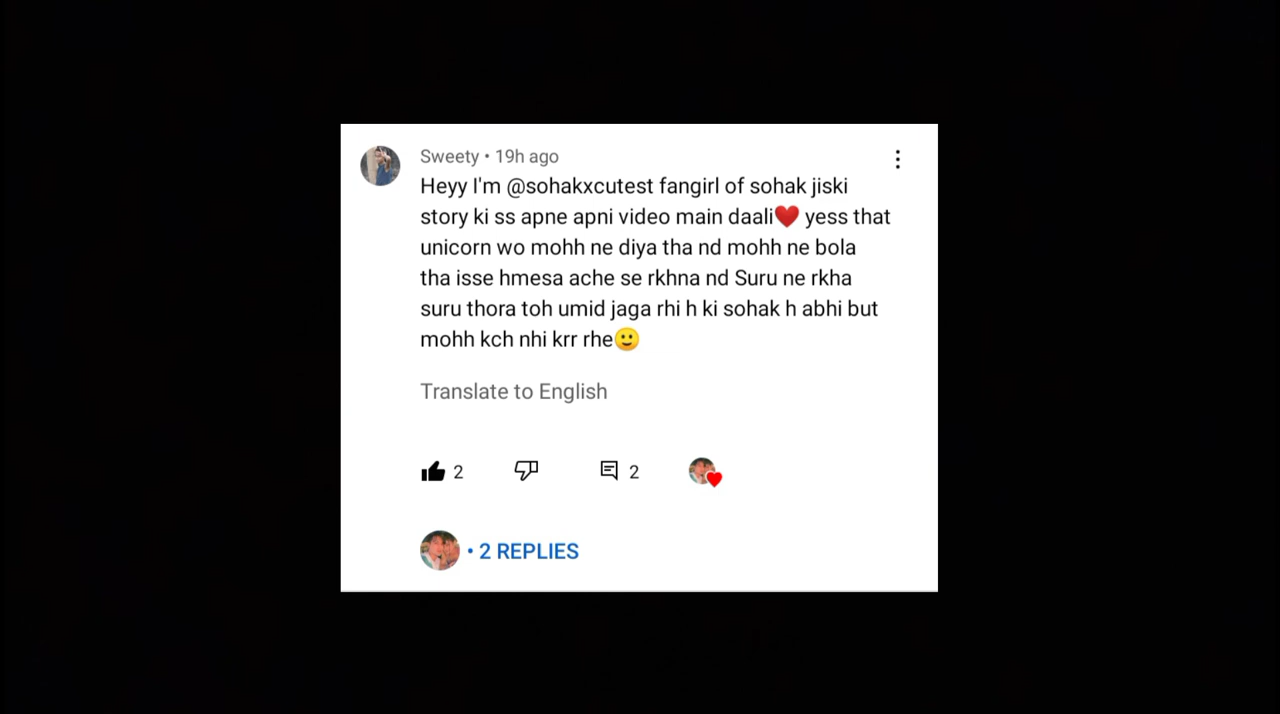 Sweety • 19h ago
Heyy I'm @sohakxcutest fangirl of sohak jiski
story ki ss apne apni video main daali❤️ yess that
unicorn wo mohh ne diya tha nd mohh ne bola
tha isse hmesa ache se rkhna nd Suru ne rkha
suru thora toh umid jaga rhi h ki sohak h abhi but
mohh kch nhi krr rhe🙂
Translate to English
2 2
• 2 REPLIES